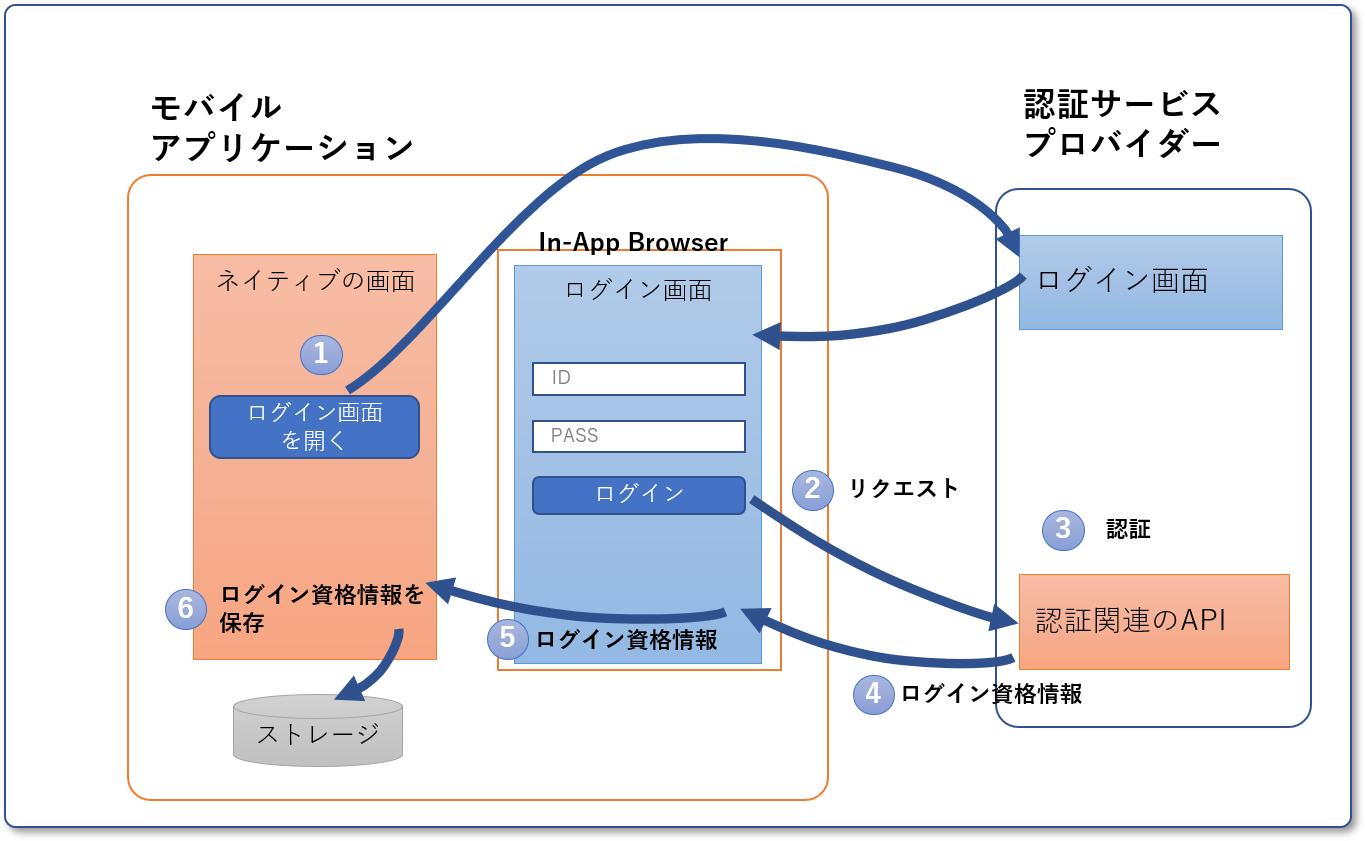 モバイル
アプリケーション
認証サービス
プロバイダー
In-App Browser
ネイティブの画面
ログイン画面
ログイン画面
1
ログイン画面
を開く
ID
PASS
ログイン
2 リクエスト
3 認証
認証関連のAPI
4 ログイン資格情報
5 ログイン資格情報
6 ログイン資格情報を
保存
ストレージ